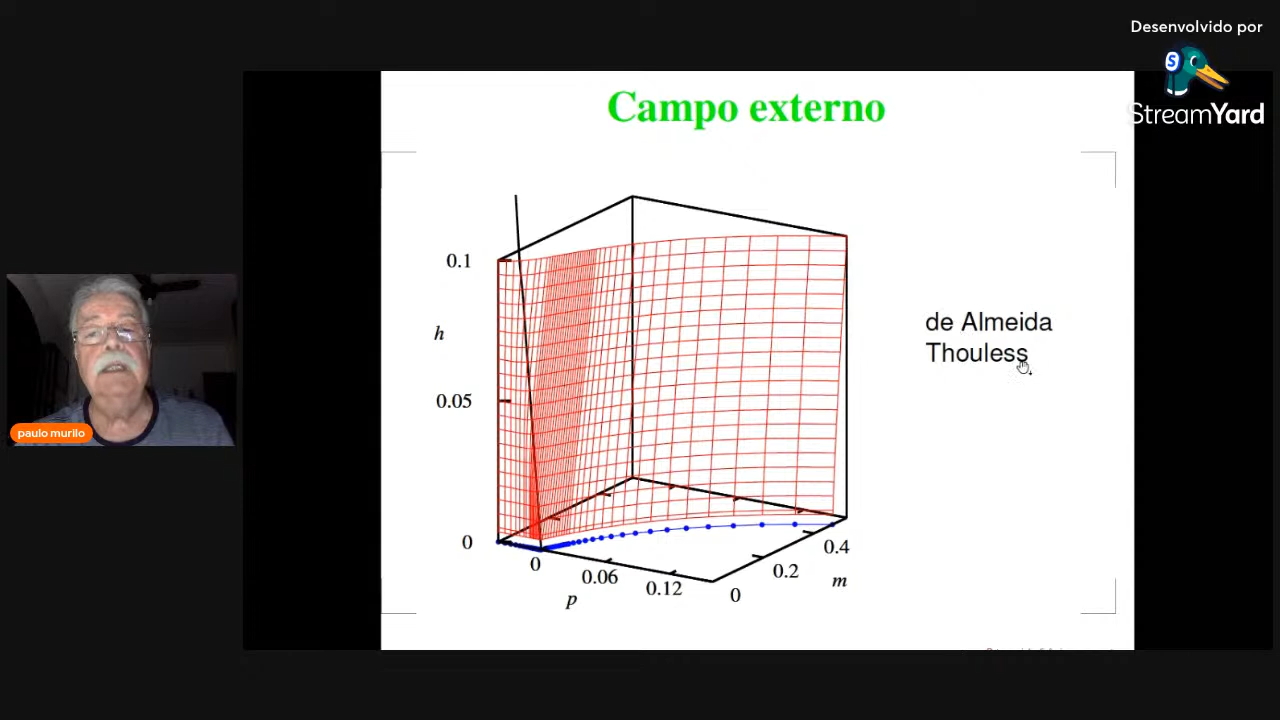 Desenvolvido por
StreamYard
Campo externo
0.1
h
0.05
0
0
0.06
0.12
p
0
0.2
0.4
m
de Almeida
Thouless
paulo murilo